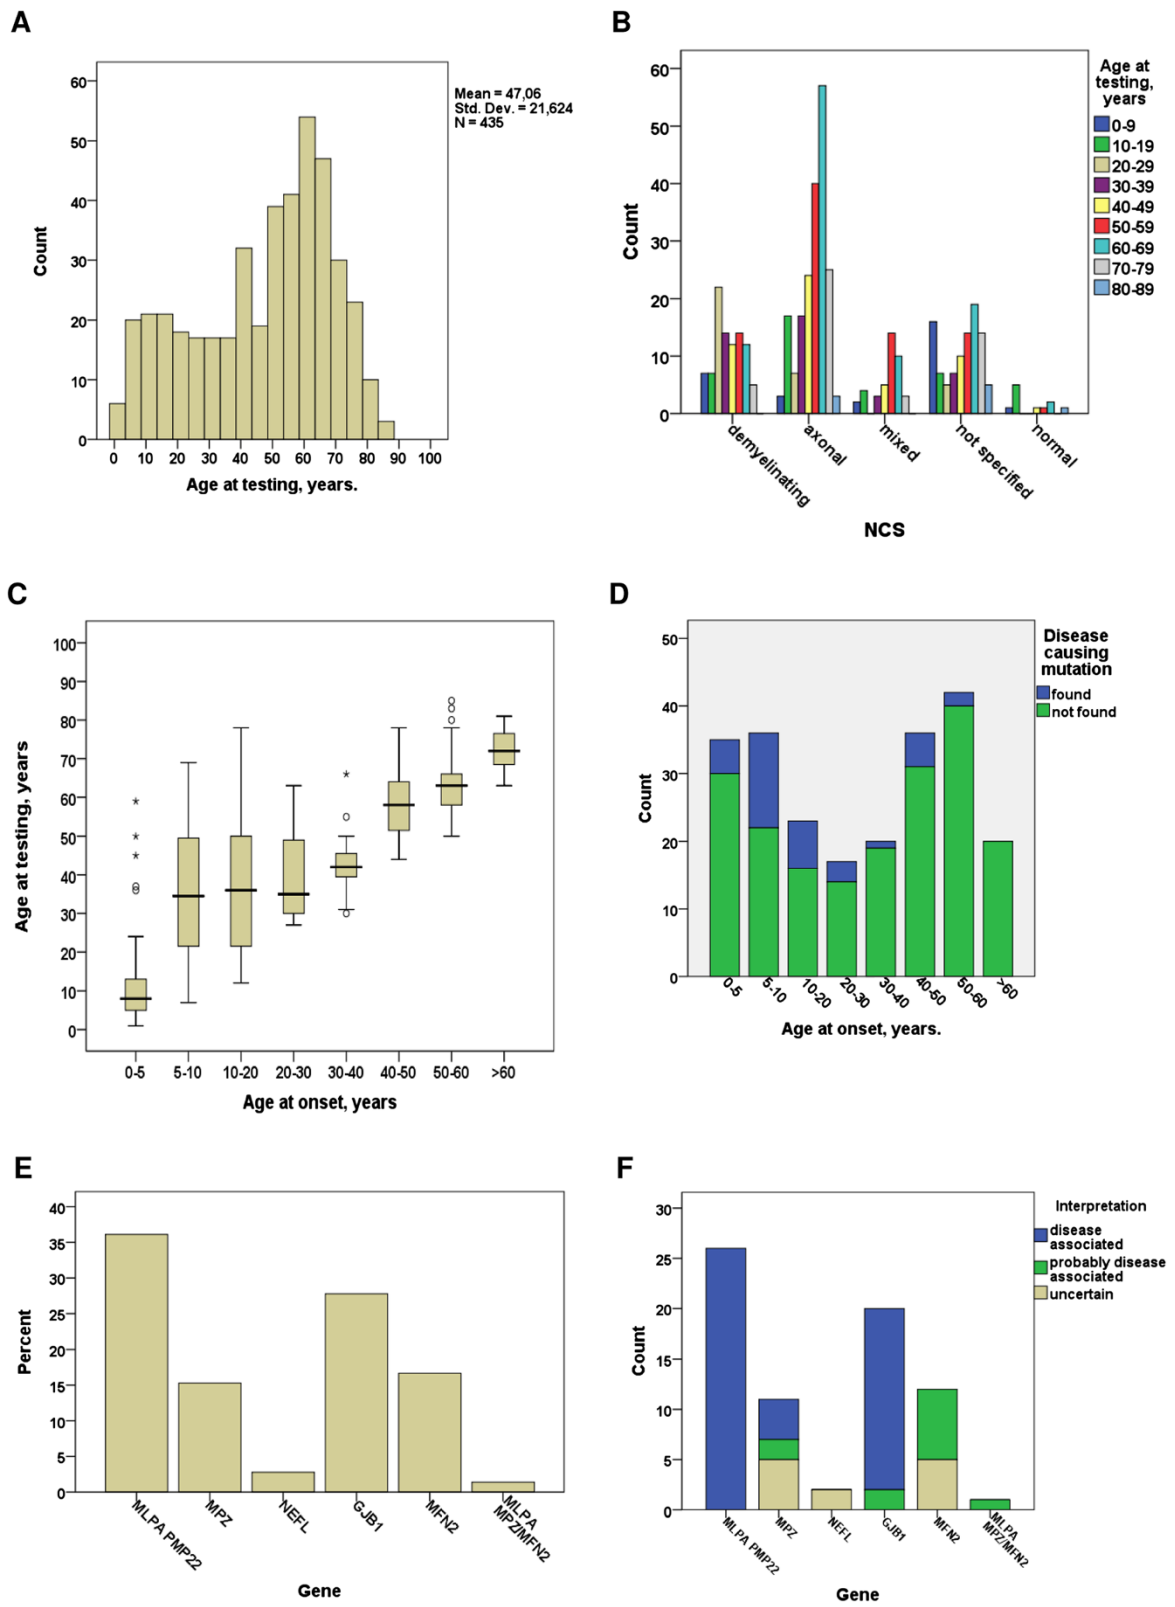 A
60
50
40
30
20
10
0
Count
0 10 20 30 40 50 60 70 80 90 100
Age at testing, years.
Mean = 47,06
Std. Dev. = 21,624
N = 435
B
60
50
40
30
20
10
0
Count
demyelinating
axonal
mixed
not specified
normal
NCS
Age at
testing,
years
0-9
10-19
20-29
30-39
40-49
50-59
60-69
70-79
80-89
C
100
90
80
70
60
50
40
30
20
10
0
Age at testing, years
0-5 5-10 10-20 20-30 30-40 40-50 50-60 >60
Age at onset, years
D
50
40
30
20
10
0
Count
0-5 5-10 10-20 20-30 30-40 40-50 50-60 >60
Age at onset, years.
Disease
causing
mutation
found
not found
E
40
35
30
25
20
15
10
5
0
Percent
MLPA PMP22
MPZ
NEFL
GJB1
MFN2
MLPA
MPZ/MFN2
Gene
F
30
25
20
15
10
5
0
Count
MLPA PMP22
MPZ
NEFL
GJB1
MFN2
MLPA
MPZ/MFN2
Gene
Interpretation
disease
associated
probably disease
associated
uncertain